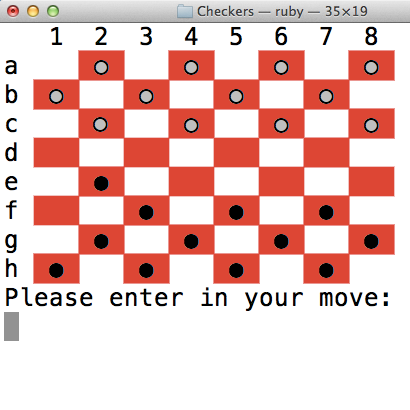 Checkers — ruby — 35×19
1 2 3 4 5 6 7 8
a
b
c
d
e
f
g
h
Please enter in your move: